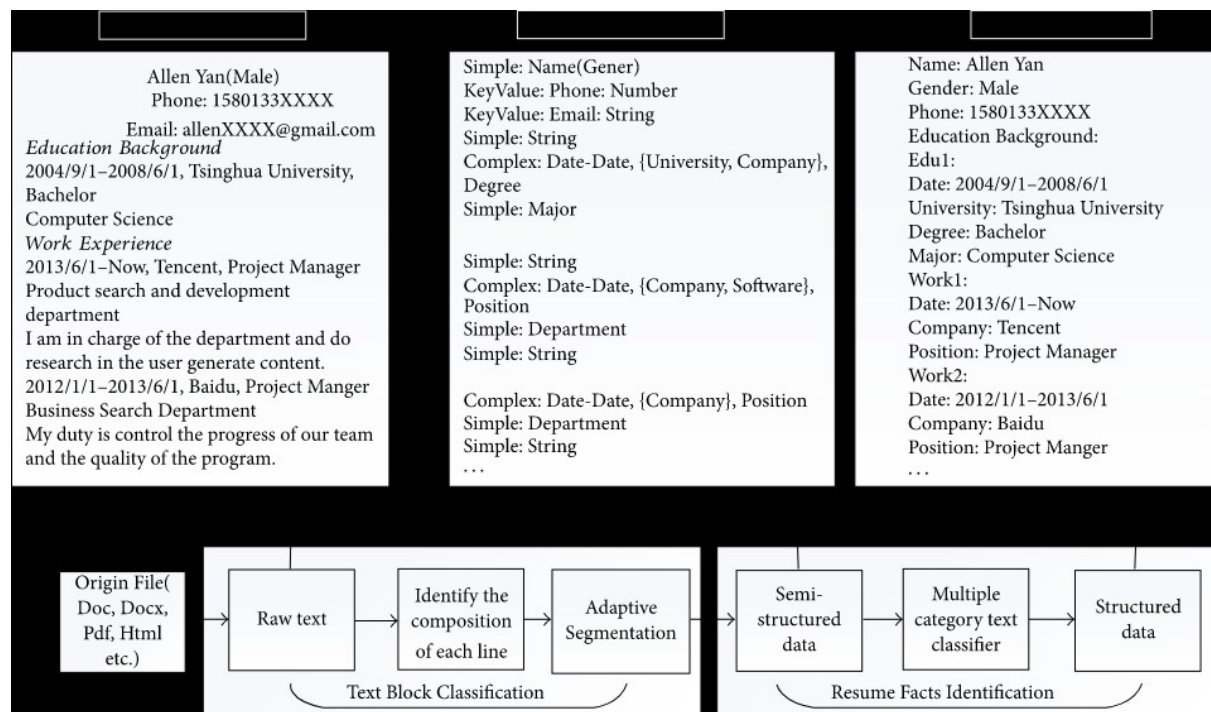 Allen Yan(Male)
Phone: 1580133XXXX
Email: allenXXXX@gmail.com
Education Background
2004/9/1–2008/6/1, Tsinghua University,
Bachelor
Computer Science
Work Experience
2013/6/1–Now, Tencent, Project Manager
Product search and development
department
I am in charge of the department and do
research in the user generate content.
2012/1/1–2013/6/1, Baidu, Project Manger
Business Search Department
My duty is control the progress of our team
and the quality of the program.
Simple: Name(Gener)
KeyValue: Phone: Number
KeyValue: Email: String
Simple: String
Complex: Date-Date, {University, Company},
Degree
Simple: Major
Simple: String
Complex: Date-Date, {Company, Software},
Position
Simple: Department
Simple: String
Complex: Date-Date, {Company}, Position
Simple: Department
Simple: String
...
Name: Allen Yan
Gender: Male
Phone: 1580133XXXX
Education Background:
Edu1:
Date: 2004/9/1–2008/6/1
University: Tsinghua University
Degree: Bachelor
Major: Computer Science
Work1:
Date: 2013/6/1–Now
Company: Tencent
Position: Project Manager
Work2:
Date: 2012/1/1–2013/6/1
Company: Baidu
Position: Project Manger
...
Origin File(
Doc, Docx,
Pdf, Html
etc.)
Raw text
Identify the
composition
of each line
Adaptive
Segmentation
Text Block Classification
Semi-
structured
data
Multiple
category text
classifier
Structured
data
Resume Facts Identification